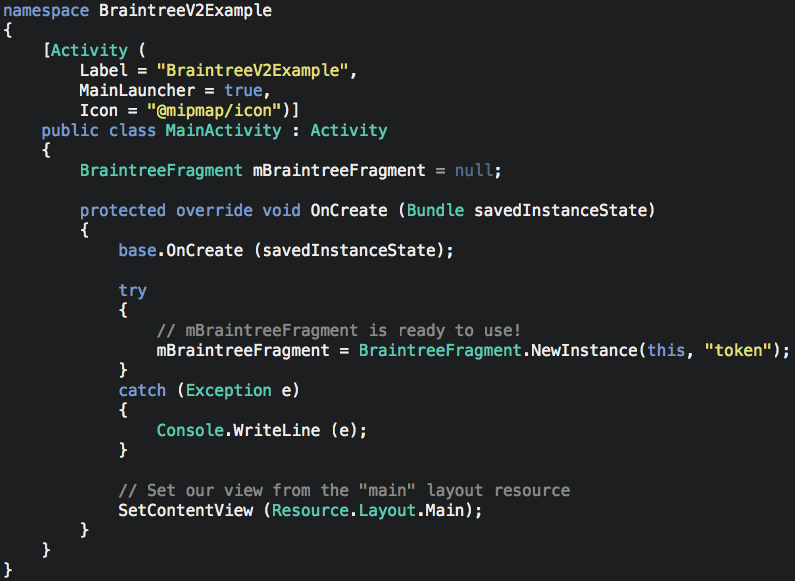 namespace BraintreeV2Example
{
    [Activity (
        Label = "BraintreeV2Example",
        MainLauncher = true,
        Icon = "@mipmap/icon")]
    public class MainActivity : Activity
    {
        BraintreeFragment mBraintreeFragment = null;

        protected override void OnCreate (Bundle savedInstanceState)
        {
            base.OnCreate (savedInstanceState);

            try
            {
                // mBraintreeFragment is ready to use!
                mBraintreeFragment = BraintreeFragment.NewInstance(this, "token");
            }
            catch (Exception e)
            {
                Console.WriteLine (e);
            }

            // Set our view from the "main" layout resource
            SetContentView (Resource.Layout.Main);
        }
    }
}